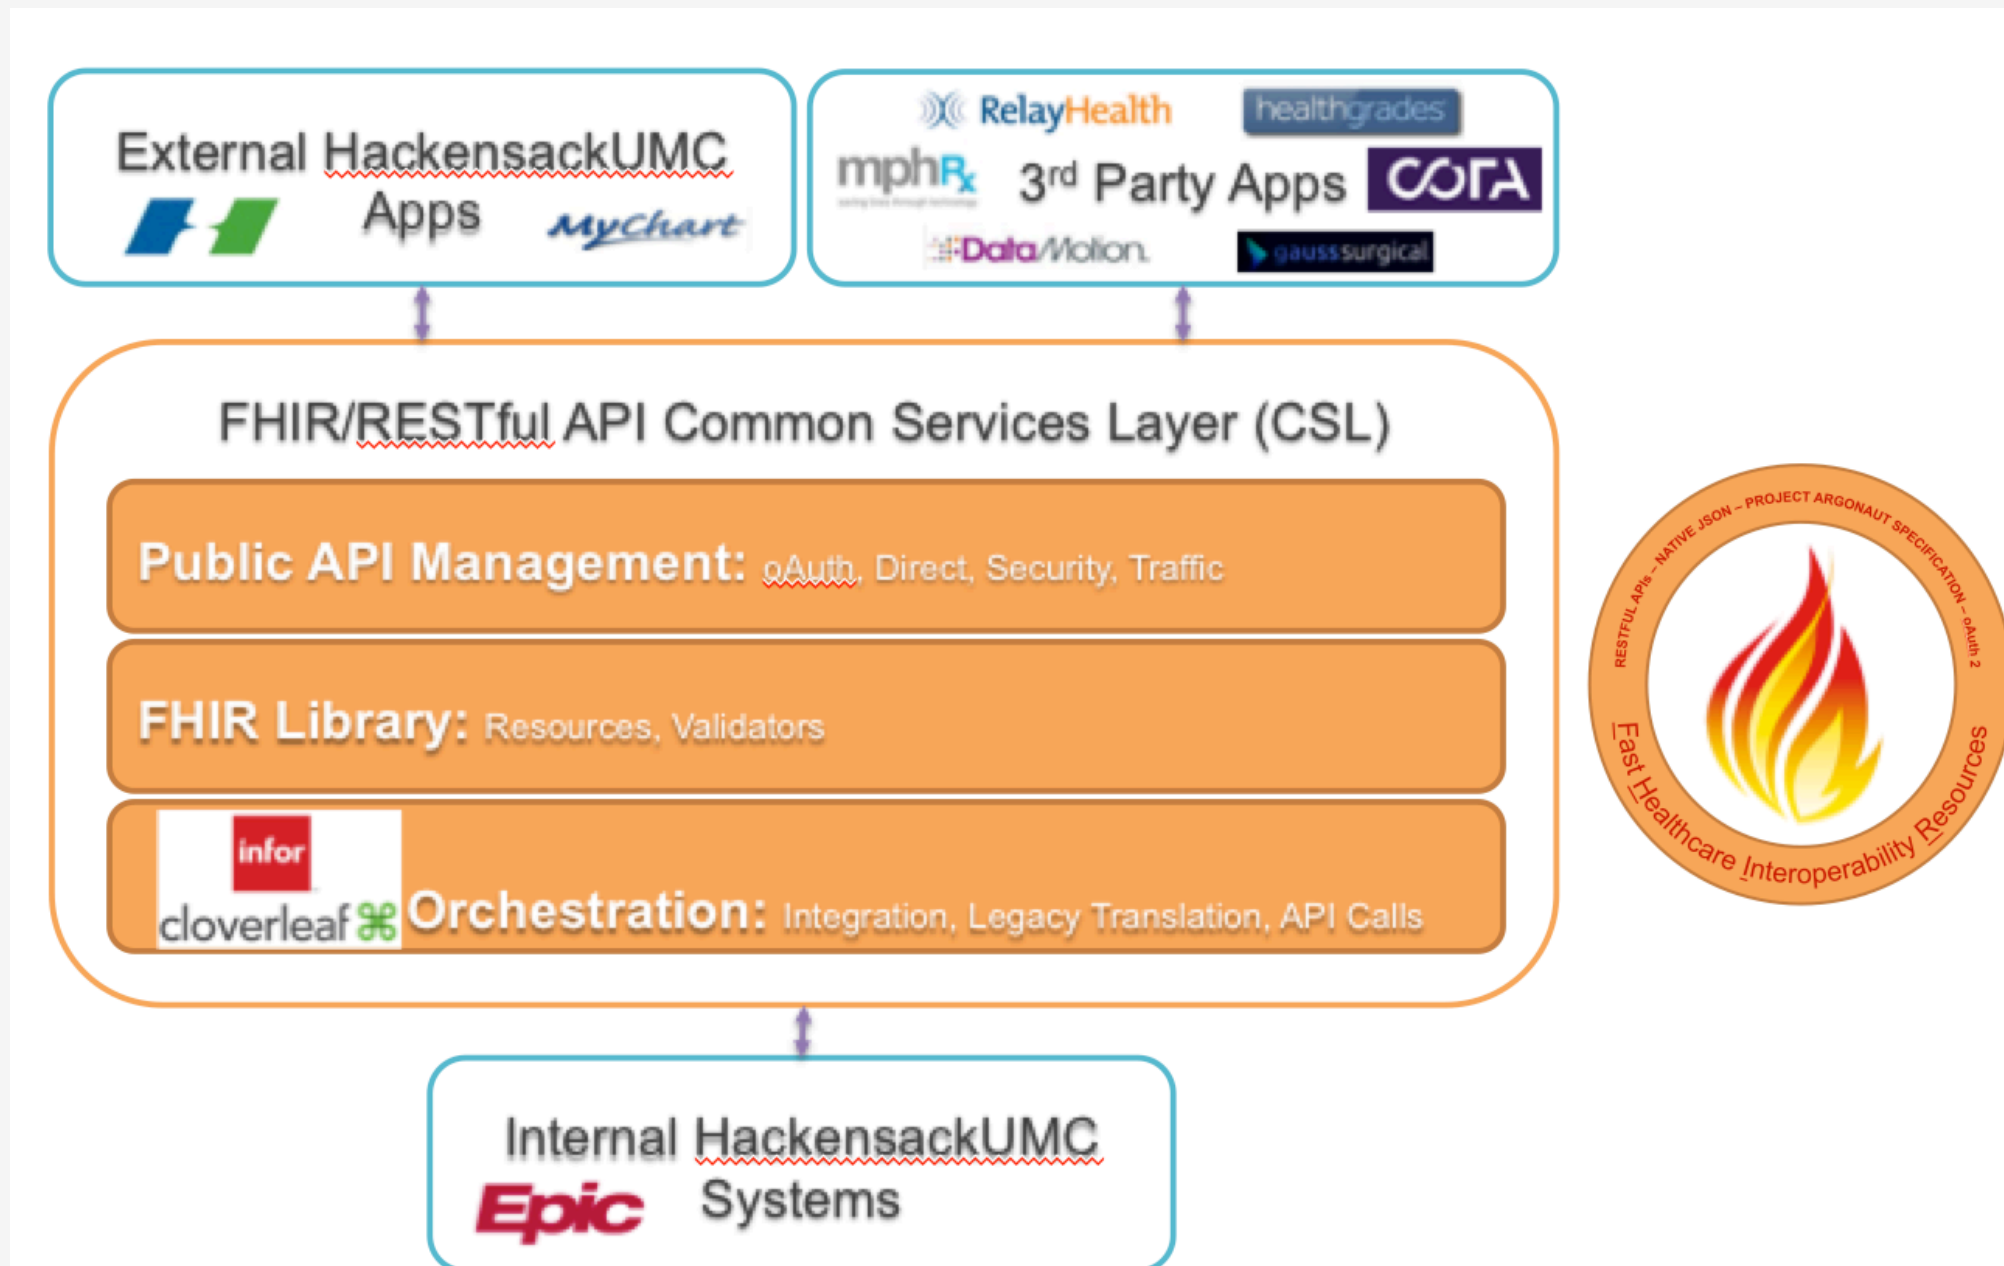 External HackensackUMC
Apps
MyChart
RelayHealth
healthgrades
mphRx
3rd Party Apps
COTA
DataMotion
gausssurgical
FHIR/RESTful API Common Services Layer (CSL)
Public API Management: oAuth, Direct, Security, Traffic
FHIR Library: Resources, Validators
infor
cloverleaf
Orchestration: Integration, Legacy Translation, API Calls
RESTFUL APIs – NATIVE JSON – PROJECT ARGONAUT SPECIFICATION – oAuth 2
Fast Healthcare Interoperability Resources
Internal HackensackUMC
Systems
Epic